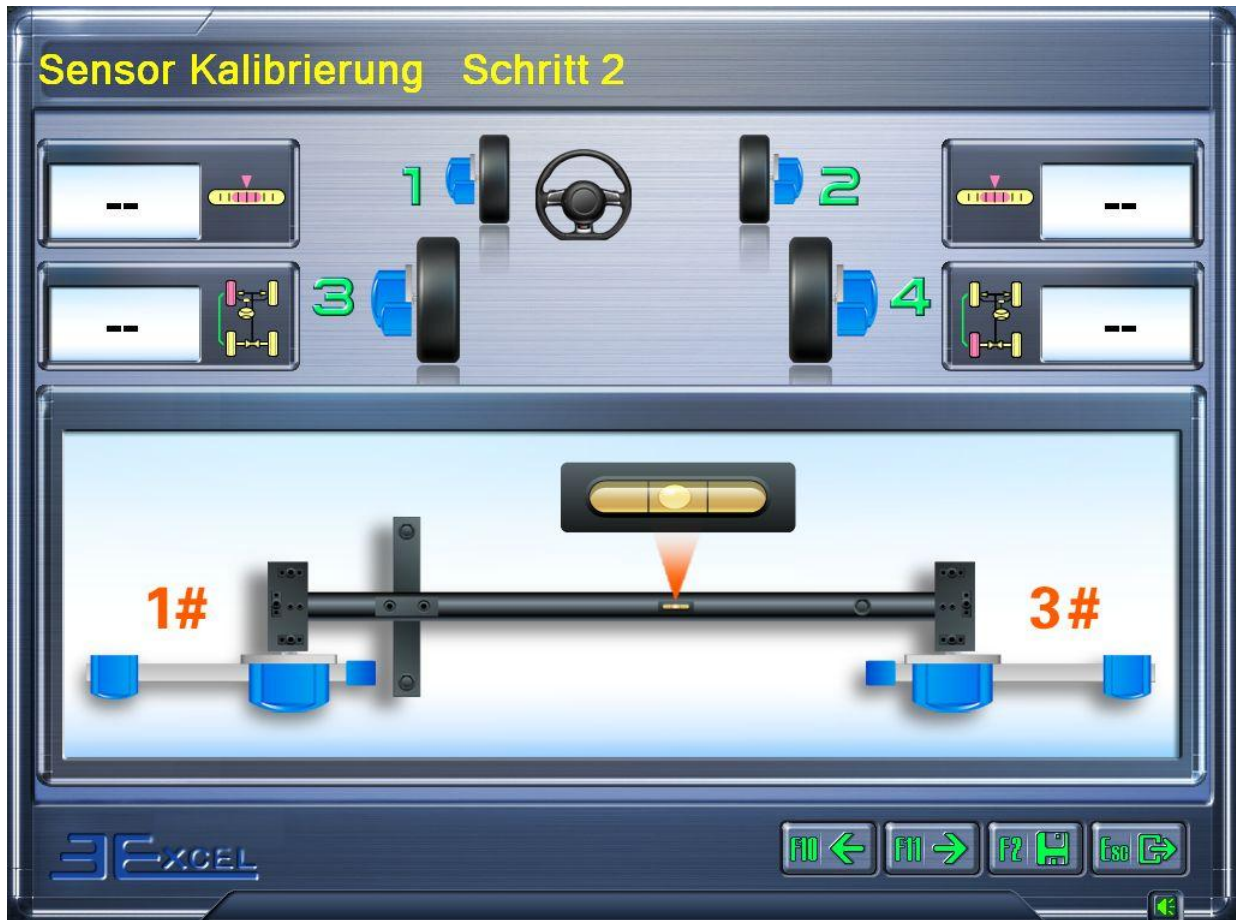 Sensor Kalibrierung Schritt 2
--
1
2
--
--
3
4
--
1#
3#
EXCEL
F10
F11
F2
Esc